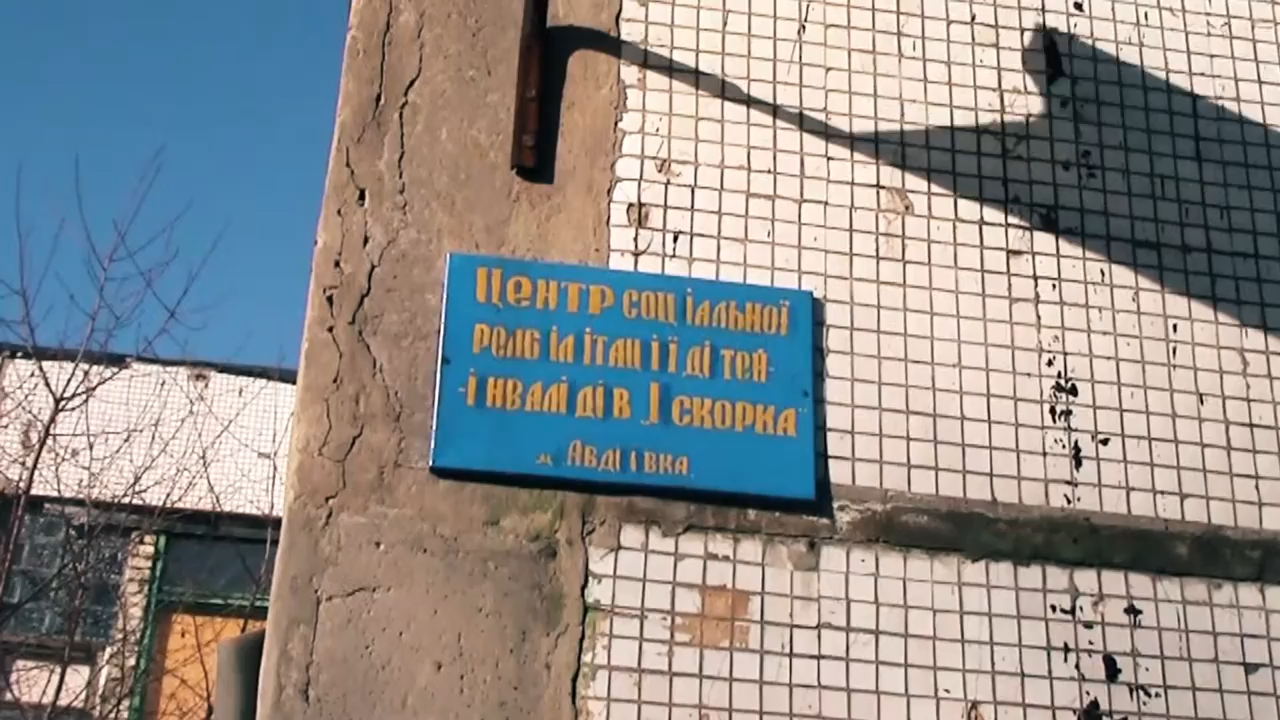 Центр соціальної
реабілітації дітей-
-інвалідів "Іскорка"
м. Авдіївка